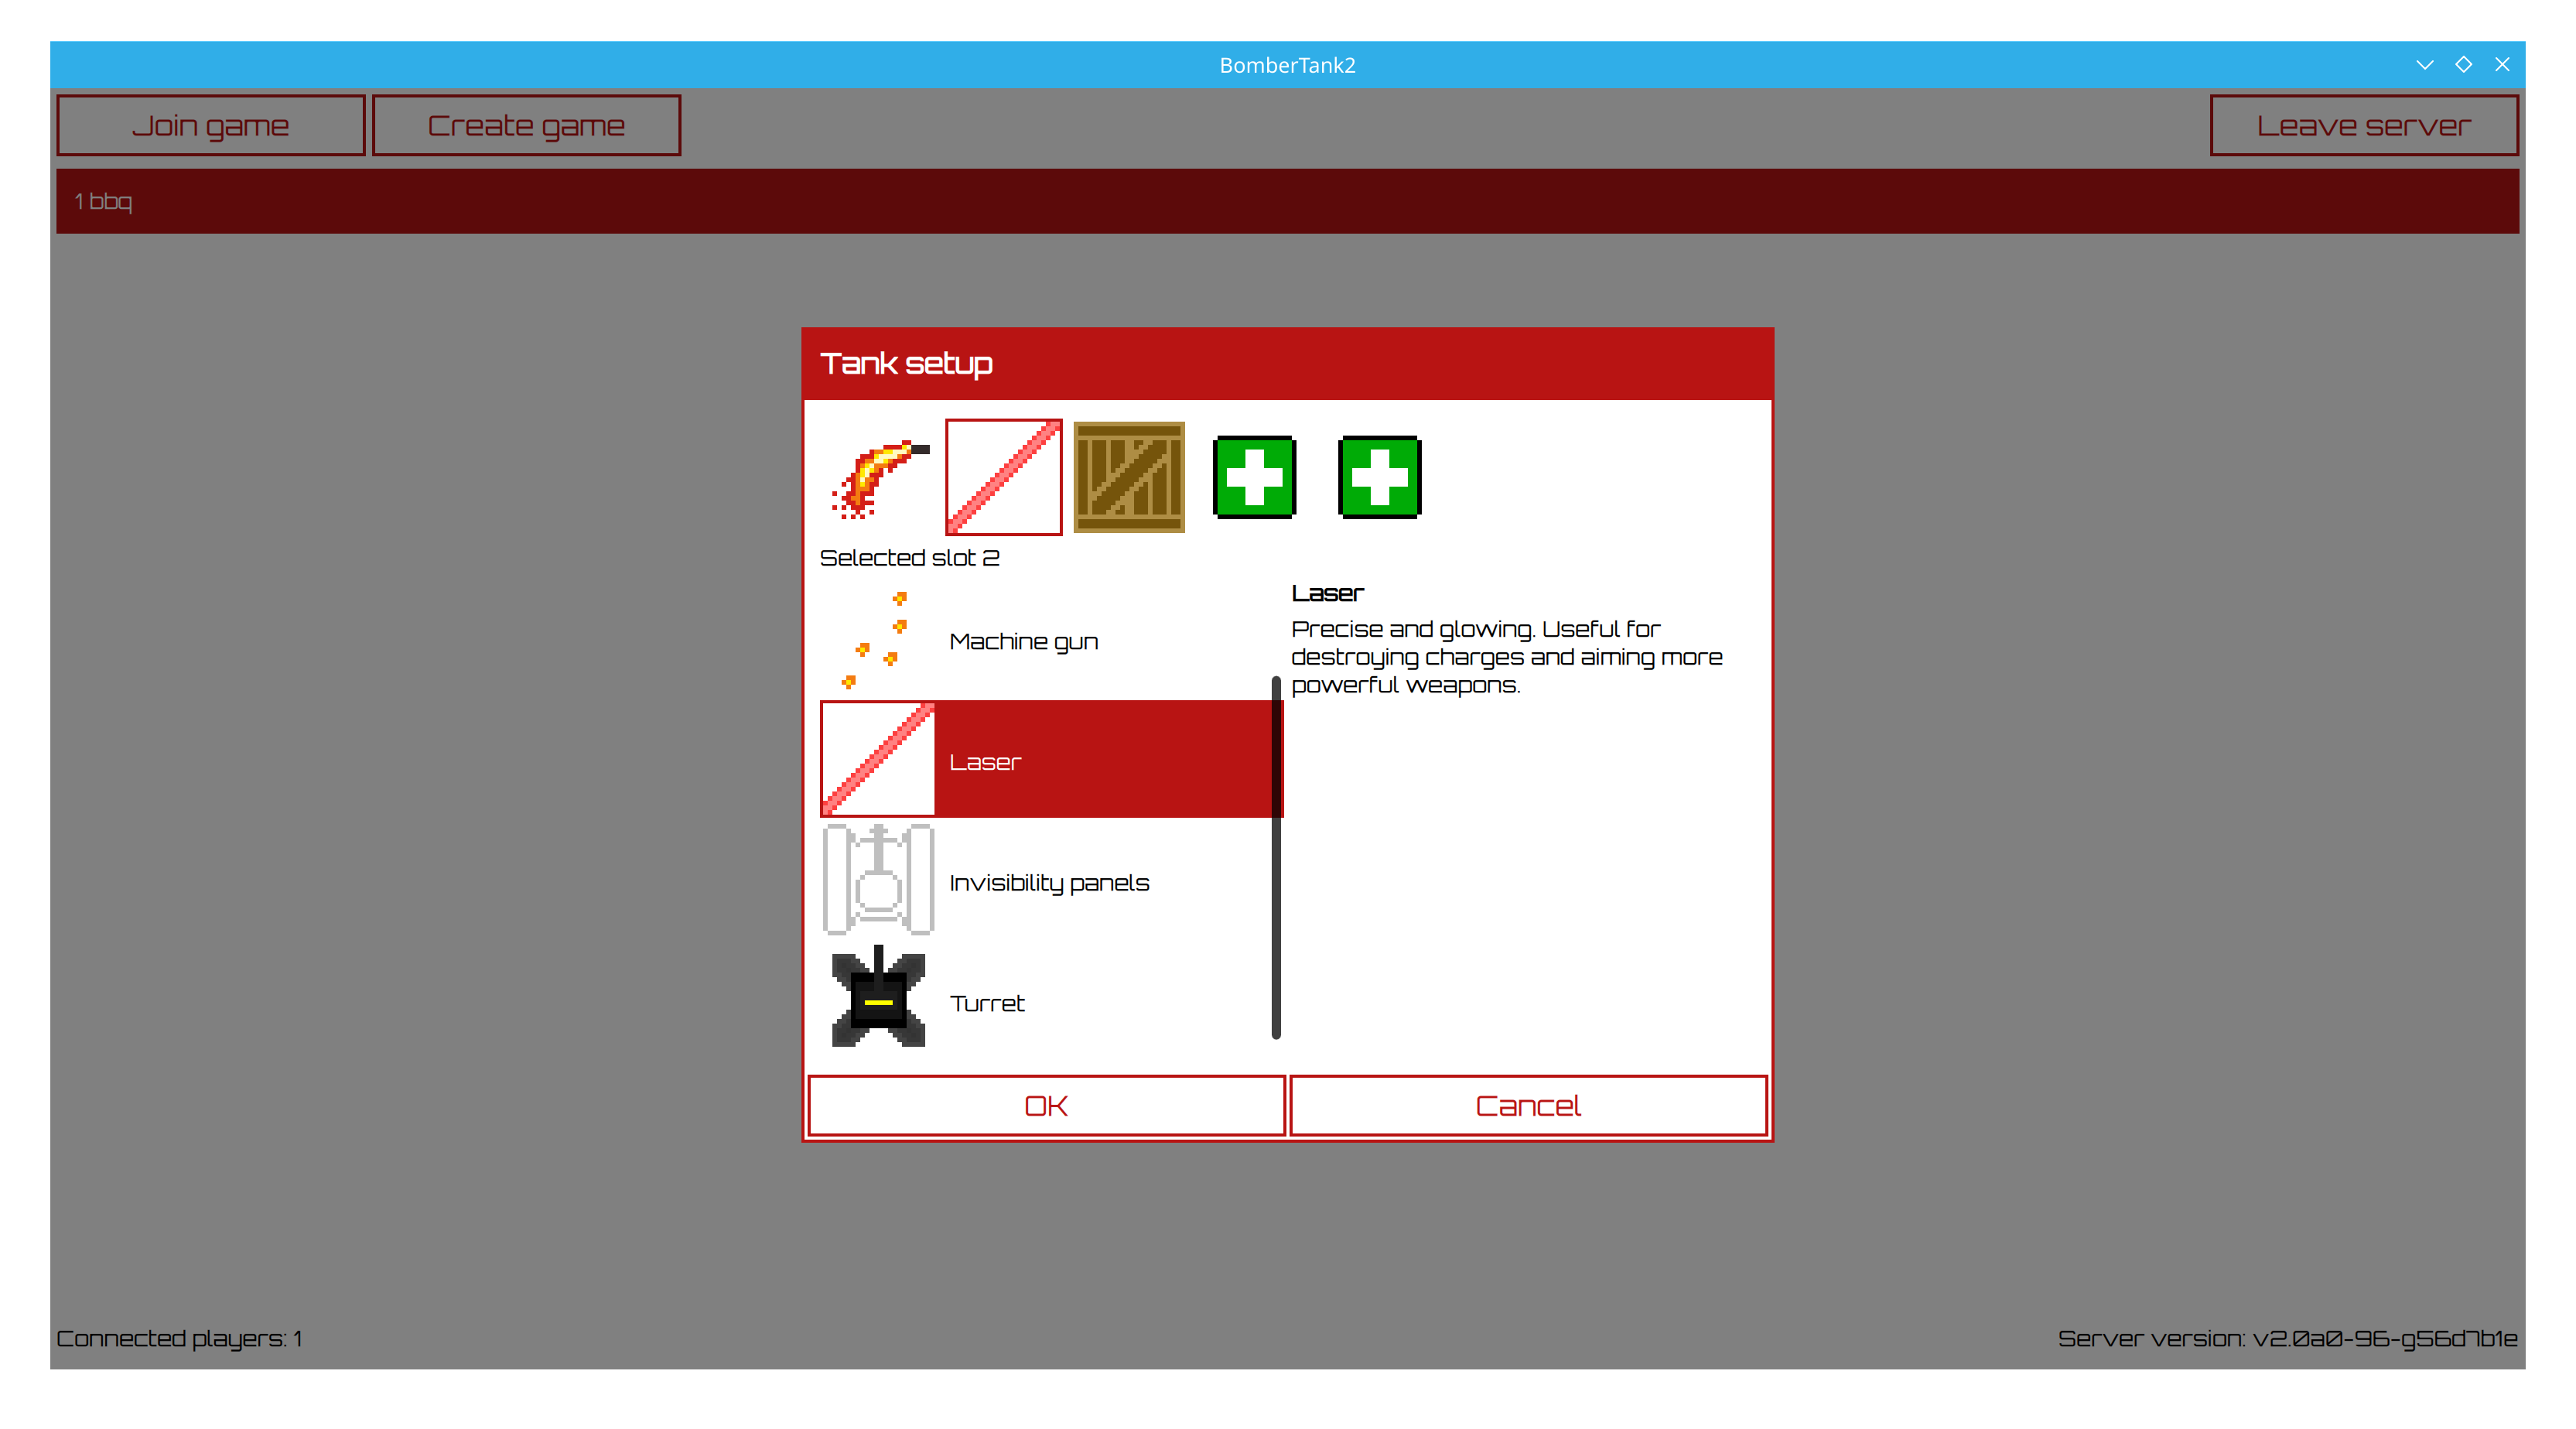 BomberTank2
Join game
Create game
Leave server
1 bbq
Tank setup
Selected slot 2
Machine gun
Laser
Invisibility panels
Turret
Laser
Precise and glowing. Useful for
destroying charges and aiming more
powerful weapons.
OK
Cancel
Connected players: 1
Server version: v2.0a0-96-g56d7b1e